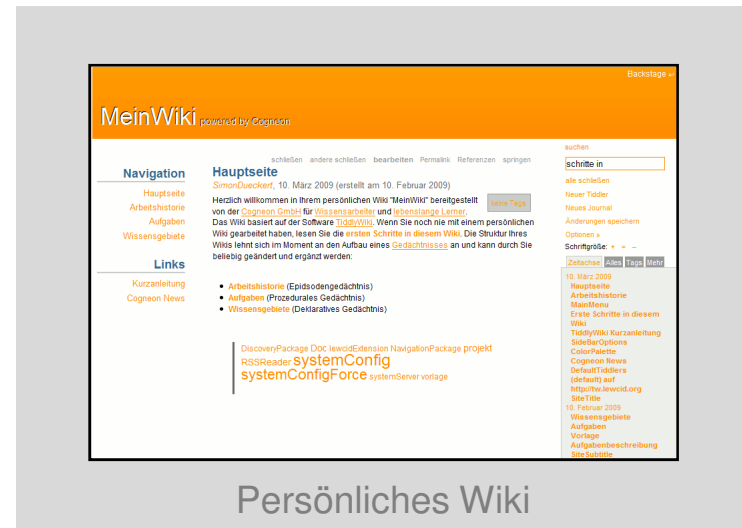 Backstage
MeinWiki powered by Cogneon
schließen andere schließen bearbeiten Permalink Referenzen springen
Navigation
Hauptseite
Arbeitshistorie
Aufgaben
Wissensgebiete
Links
Kurzanleitung
Cogneon News
Hauptseite
SimonDueckert, 10. März 2009 (erstellt am 10. Februar 2009)
keine Tags
Herzlich willkommen in Ihrem persönlichen Wiki "MeinWiki" bereitgestellt
von der Cogneon GmbH für Wissensarbeiter und lebenslange Lerner.
Das Wiki basiert auf der Software TiddlyWiki. Wenn Sie noch nie mit einem persönlichen
Wiki gearbeitet haben, lesen Sie die ersten Schritte in diesem Wiki. Die Struktur Ihres
Wikis lehnt sich im Moment an den Aufbau eines Gedächtnisses an und kann durch Sie
beliebig geändert und ergänzt werden:
• Arbeitshistorie (Epidsodengedächtnis)
• Aufgaben (Prozedurales Gedächtnis)
• Wissensgebiete (Deklaratives Gedächtnis)
DiscoveryPackage Doc lewcidExtension NavigationPackage projekt
RSSReader systemConfig
systemConfigForce systemServer vorlage
suchen
schritte in
alle schließen
Neuer Tiddler
Neues Journal
Änderungen speichern
Optionen »
Schriftgröße: + = –
Zeitachse Alles Tags Mehr
10. März 2009
Hauptseite
Arbeitshistorie
MainMenu
Erste Schritte in diesem
Wiki
TiddlyWiki Kurzanleitung
SideBarOptions
ColorPalette
Cogneon News
DefaultTiddlers
(default) auf
http://tw.lewcid.org
SiteTitle
10. Februar 2009
Wissensgebiete
Aufgaben
Vorlage
Aufgabenbeschreibung
SiteSubtitle
Persönliches Wiki